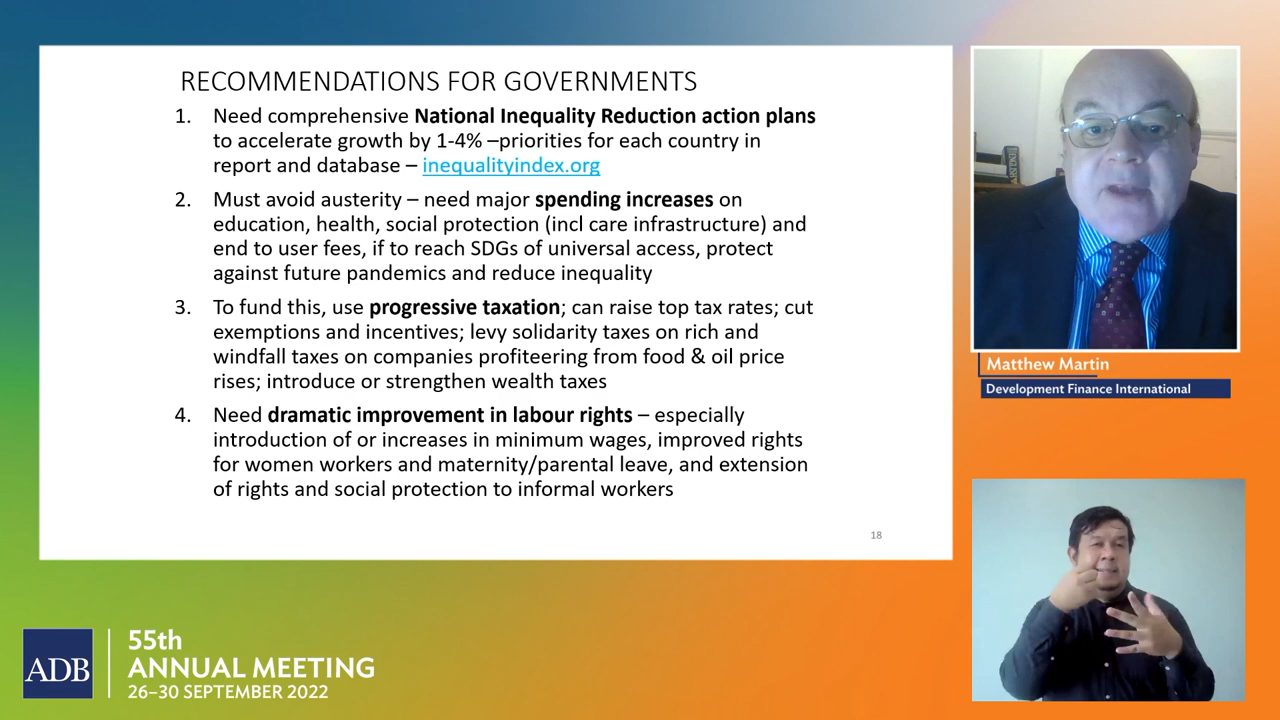 RECOMMENDATIONS FOR GOVERNMENTS
1. Need comprehensive National Inequality Reduction action plans
to accelerate growth by 1-4% –priorities for each country in
report and database – inequalityindex.org
2. Must avoid austerity – need major spending increases on
education, health, social protection (incl care infrastructure) and
end to user fees, if to reach SDGs of universal access, protect
against future pandemics and reduce inequality
3. To fund this, use progressive taxation; can raise top tax rates; cut
exemptions and incentives; levy solidarity taxes on rich and
windfall taxes on companies profiteering from food & oil price
rises; introduce or strengthen wealth taxes
4. Need dramatic improvement in labour rights – especially
introduction of or increases in minimum wages, improved rights
for women workers and maternity/parental leave, and extension
of rights and social protection to informal workers
18
ENGLISH
Matthew Martin
Development Finance International
ADB
55th
ANNUAL MEETING
26–30 SEPTEMBER 2022